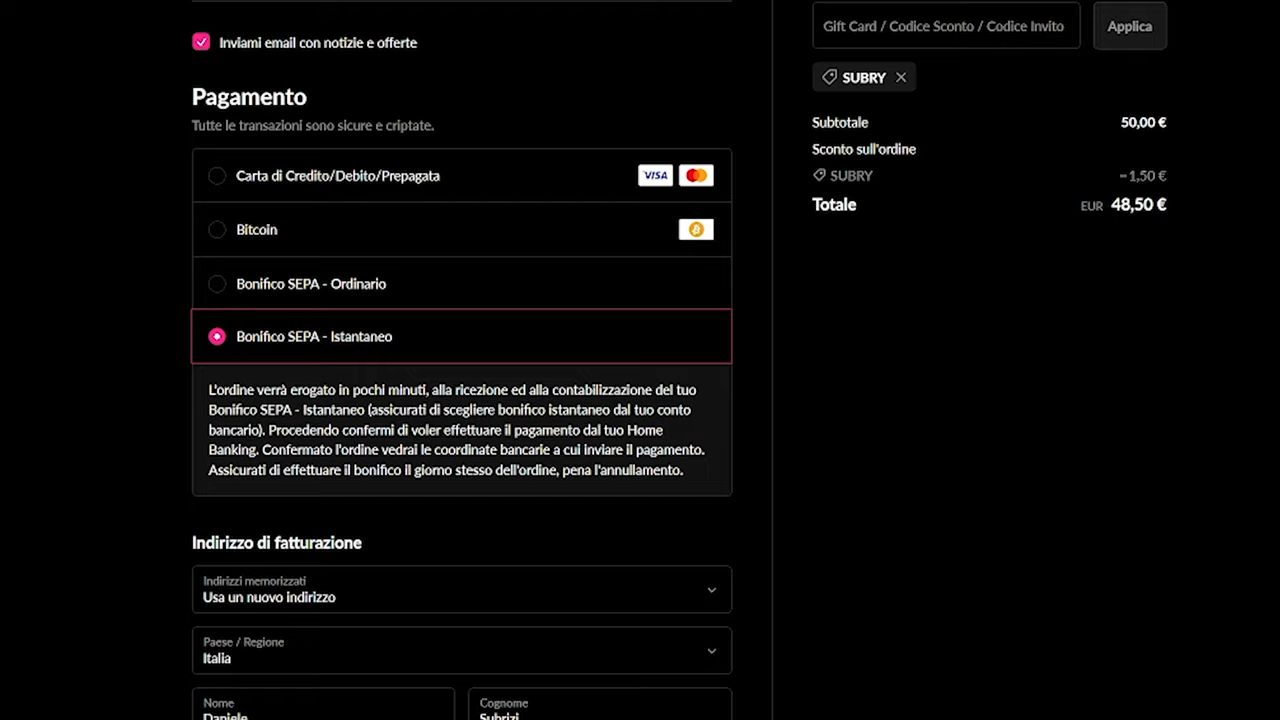 Inviami email con notizie e offerte
Pagamento
Tutte le transazioni sono sicure e criptate.
Carta di Credito/Debito/Prepagata
VISA
Bitcoin
Bonifico SEPA - Ordinario
Bonifico SEPA - Istantaneo
L'ordine verrà erogato in pochi minuti, alla ricezione ed alla contabilizzazione del tuo
Bonifico SEPA - Istantaneo (assicurati di scegliere bonifico istantaneo dal tuo conto
bancario). Procedendo confermi di voler effettuare il pagamento dal tuo Home
Banking. Confermato l'ordine vedrai le coordinate bancarie a cui inviare il pagamento.
Assicurati di effettuare il bonifico il giorno stesso dell'ordine, pena l'annullamento.
Indirizzo di fatturazione
Indirizzi memorizzati
Usa un nuovo indirizzo
Paese / Regione
Italia
Nome
Daniele
Cognome
Subrizi
Gift Card / Codice Sconto / Codice Invito
Applica
SUBRY
Subtotale 50,00 €
Sconto sull'ordine
SUBRY -1,50 €
Totale EUR 48,50 €